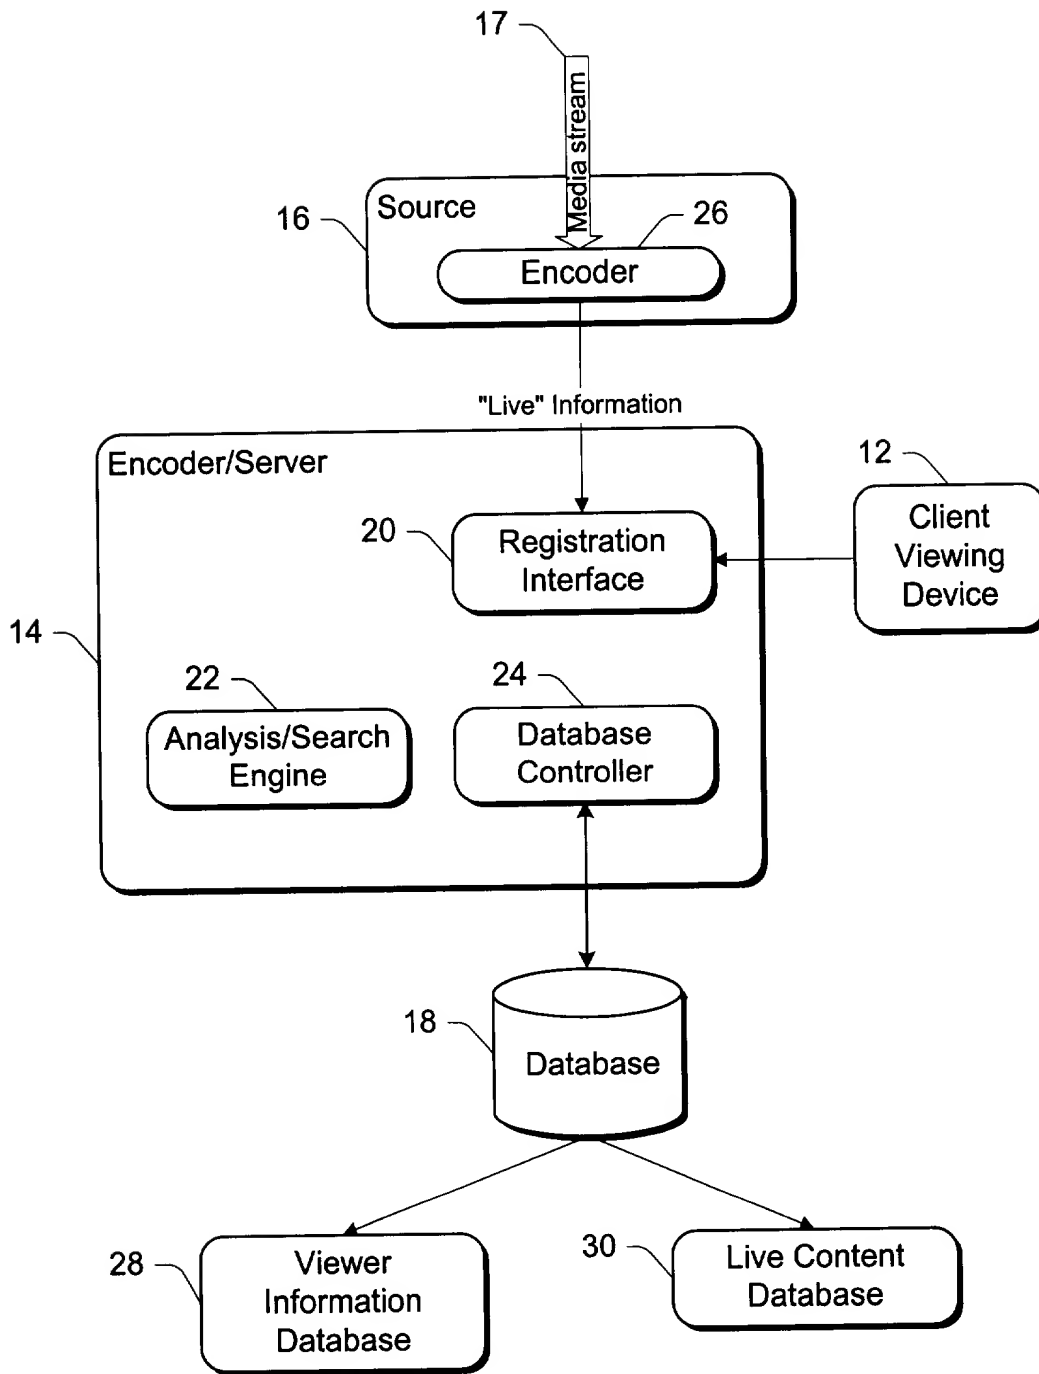 17
Media stream
Source
16
26
Encoder
"Live" Information
Encoder/Server
12
Client
Viewing
Device
20
Registration
Interface
14
22
24
Analysis/Search
Engine
Database
Controller
18
Database
28
Viewer
Information
Database
30
Live Content
Database